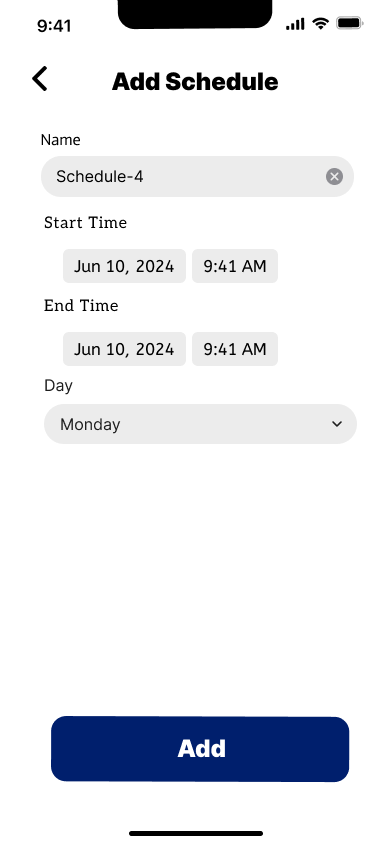 9:41
Add Schedule
Name
Schedule-4
Start Time
Jun 10, 2024 9:41 AM
End Time
Jun 10, 2024 9:41 AM
Day
Monday
Add